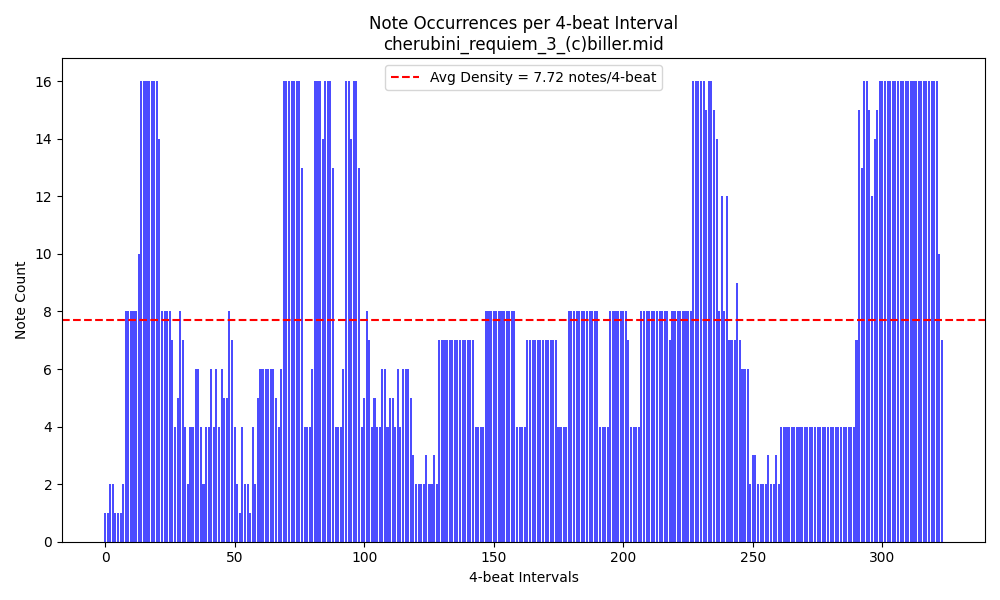 Note Occurrences per 4-beat Interval
cherubini_requiem_3_(c)biller.mid
Avg Density = 7.72 notes/4-beat
Note Count
16
14
12
10
8
6
4
2
0
0 50 100 150 200 250 300
4-beat Intervals